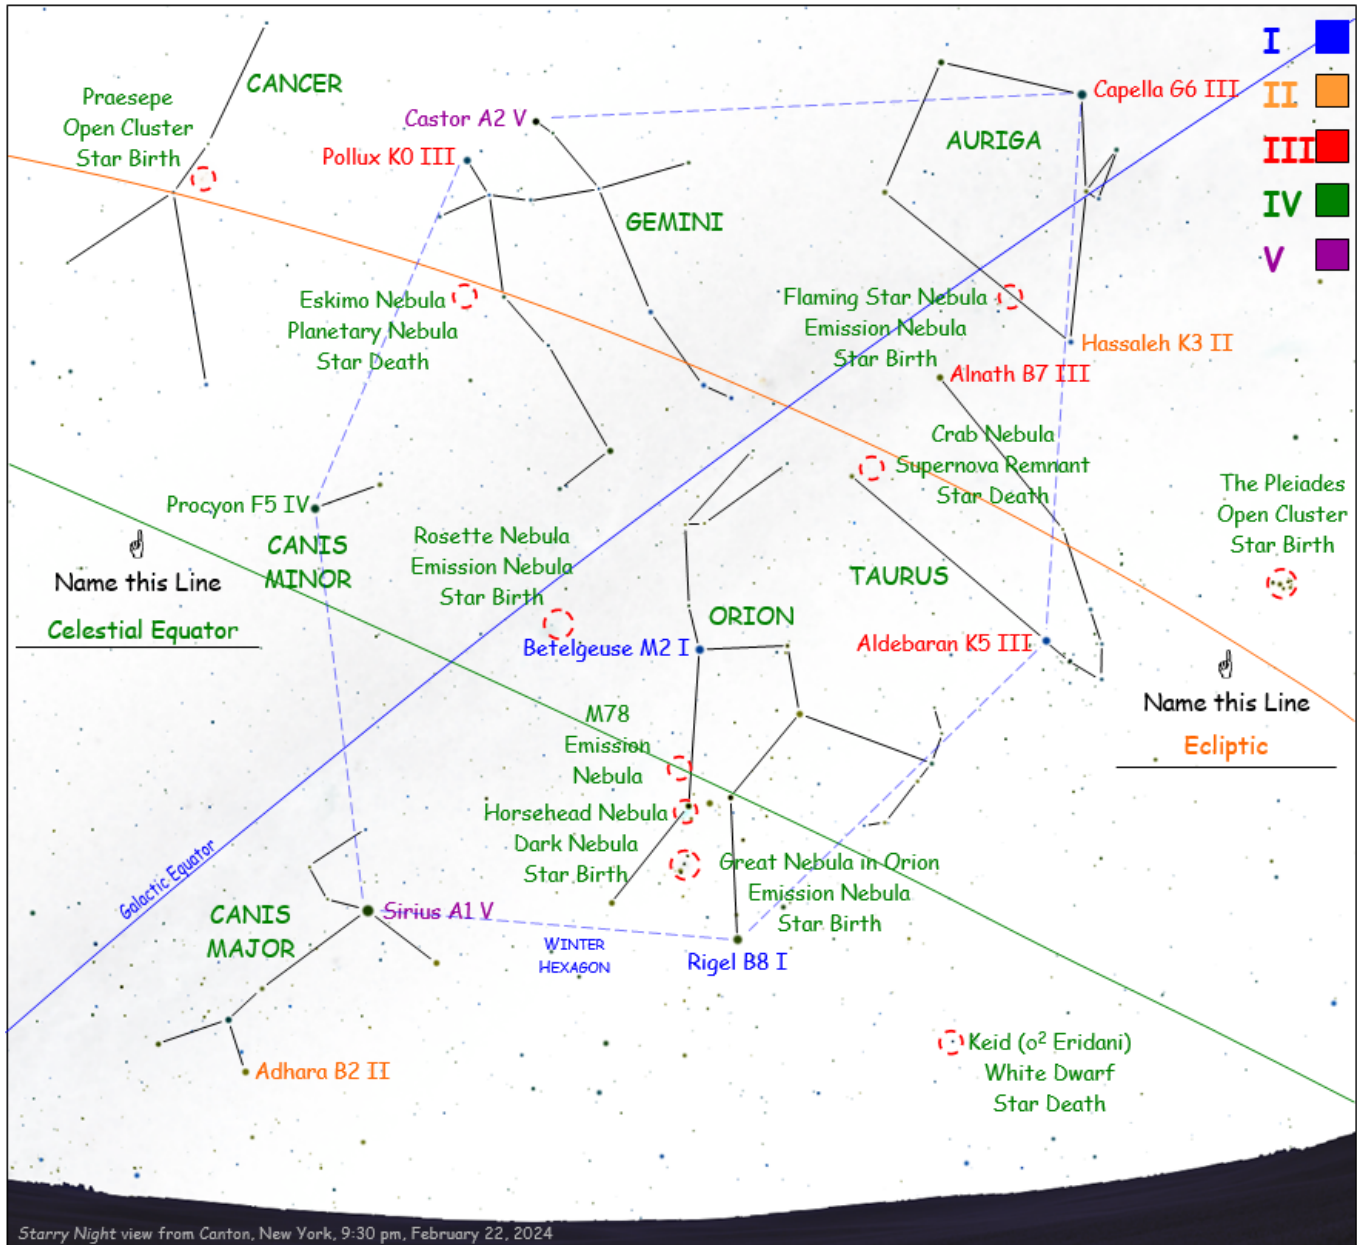 I
CANCER
Praesepe
Open Cluster
Star Birth
Castor A2 V
Capella G6 III
II
Pollux K0 III
AURIGA
III
IV
GEMINI
V
Eskimo Nebula
Planetary Nebula
Star Death
Flaming Star Nebula
Emission Nebula
Star Birth
Hassaleh K3 II
Alnath B7 III
Crab Nebula
Supernova Remnant
Star Death
The Pleiades
Open Cluster
Star Birth
Procyon F5 IV
CANIS
MINOR
Rosette Nebula
Emission Nebula
Star Birth
Name this Line
Celestial Equator
TAURUS
ORION
Betelgeuse M2 I
Aldebaran K5 III
Name this Line
Ecliptic
M78
Emission
Nebula
Horsehead Nebula
Dark Nebula
Star Birth
Great Nebula in Orion
Emission Nebula
Star Birth
Galactic Equator
CANIS
MAJOR
Sirius A1 V
WINTER
HEXAGON
Rigel B8 I
Adhara B2 II
Keid (o² Eridani)
White Dwarf
Star Death
Starry Night view from Canton, New York, 9:30 pm, February 22, 2024